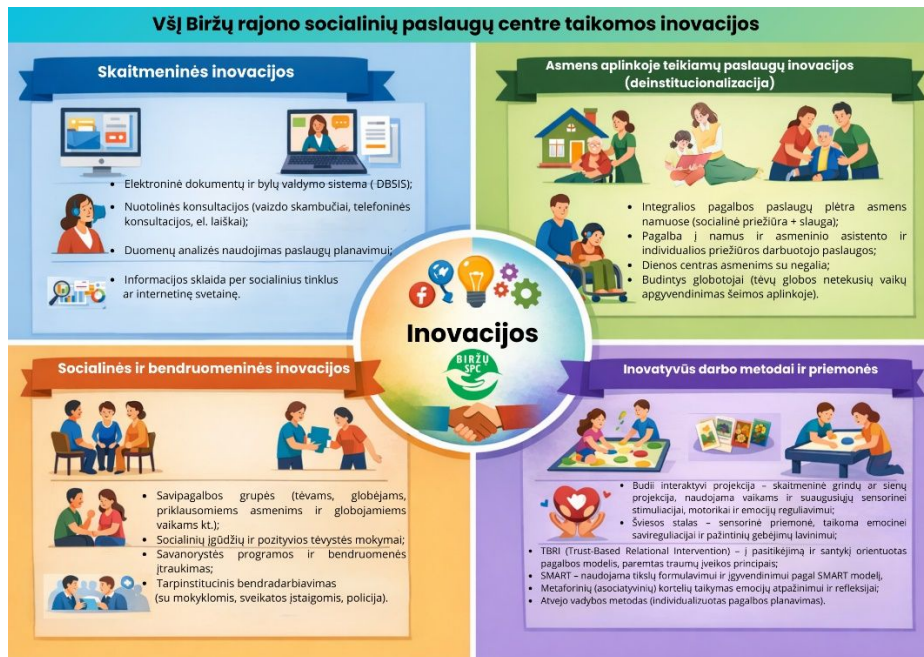 VšĮ Biržų rajono socialinių paslaugų centre taikomos inovacijos
Skaitmeninės inovacijos
Elektroninė dokumentų ir bylų valdymo sistema ( DBSIS);
Nuotolinės konsultacijos (vaizdo skambučiai, telefoninės
konsultacijos, el. laiškai);
Duomenų analizės naudojimas paslaugų planavimui;
Informacijos sklaida per socialinius tinklus
ar internetinę svetainę.
Asmens aplinkoje teikiamų paslaugų inovacijos
(deinstitucionalizacija)
Integralios pagalbos paslaugų plėtra asmens
namuose (socialinė priežiūra + slauga);
Pagalba į namus ir asmeninio asistento ir
individualios priežiūros darbuotojo paslaugos;
Dienos centras asmenims su negalia;
Budintys globotojai (tėvų globos netekusių vaikų
apgyvendinimas šeimos aplinkoje).
Inovacijos
BIRŽŲ
SPC
Socialinės ir bendruomeninės inovacijos
Savipagalbos grupės (tėvams, globėjams,
priklausomiems asmenims ir globojamiems
vaikams kt.);
Socialinių įgūdžių ir pozityvios tėvystės mokymai;
Savanorystės programos ir bendruomenės
įtraukimas;
Tarpinstitucinis bendradarbiavimas
(su mokyklomis, sveikatos įstaigomis, policija).
Inovatyvūs darbo metodai ir priemonės
Budii interaktyvi projekcija – skaitmeninė grindų ar sienų
projekcija, naudojama vaikams ir suaugusiųjų sensorinei
stimuliacijai, motorikai ir emocijų reguliavimui;
Šviesos stalas – sensorinė priemonė, taikoma emocinei
savireguliacijai ir pažintinių gebėjimų lavinimui;
TBRI (Trust-Based Relational Intervention) – į pasitikėjimą ir santykį orientuotas
pagalbos modelis, paremtas traumų įveikos principais;
SMART – naudojama tikslų formulavimui ir įgyvendinimui pagal SMART modelį,
Metaforinių (asociatyvinių) kortelių taikymas emocijų atpažinimui ir refleksijai;
Atvejo vadybos metodas (individualizuotas pagalbos planavimas).